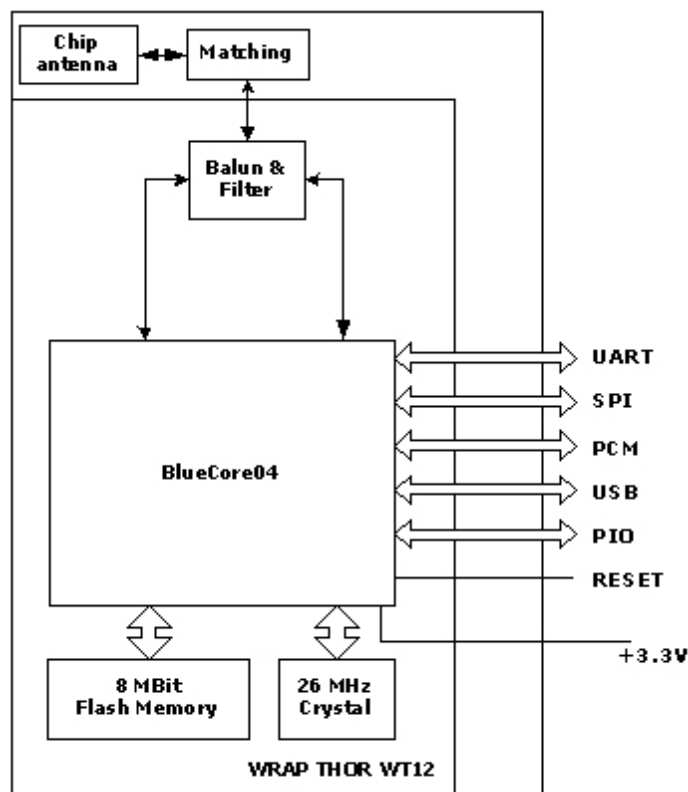 Chip
antenna
Matching
Balun &
Filter
BlueCore04
UART
SPI
PCM
USB
PIO
RESET
+3.3V
8 MBit
Flash Memory
26 MHz
Crystal
WRAP THOR WT12